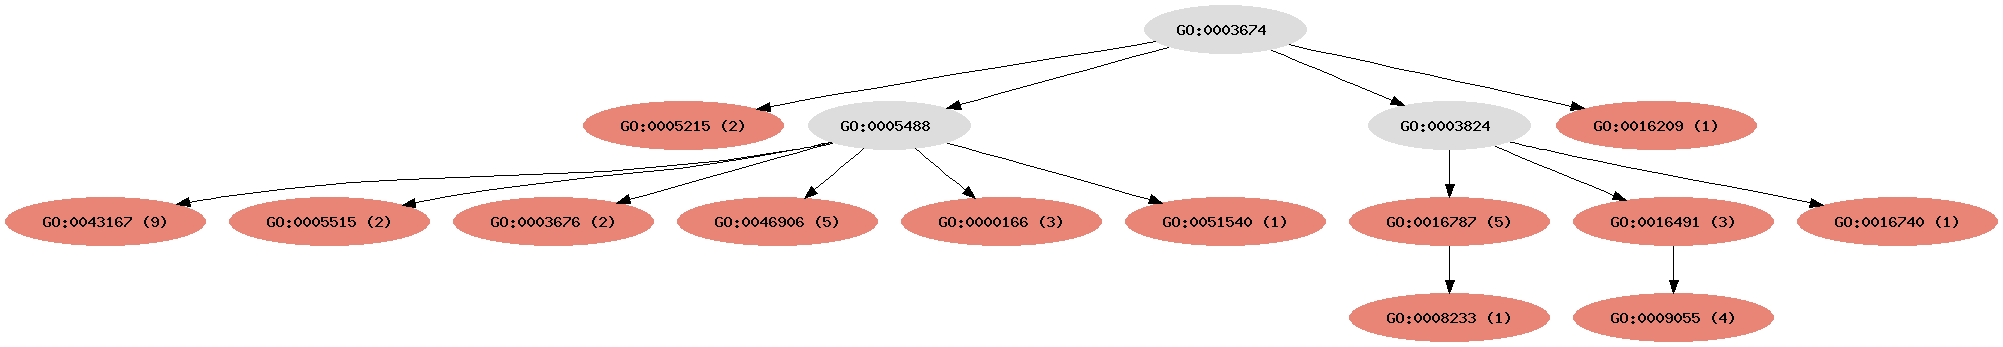 GO:0003674
GO:0005215 (2)
GO:0005488
GO:0003824
GO:0016209 (1)
GO:0043167 (9)
GO:0005515 (2)
GO:0003676 (2)
GO:0046906 (5)
GO:0000166 (3)
GO:0051540 (1)
GO:0016787 (5)
GO:0016491 (3)
GO:0016740 (1)
GO:0008233 (1)
GO:0009055 (4)